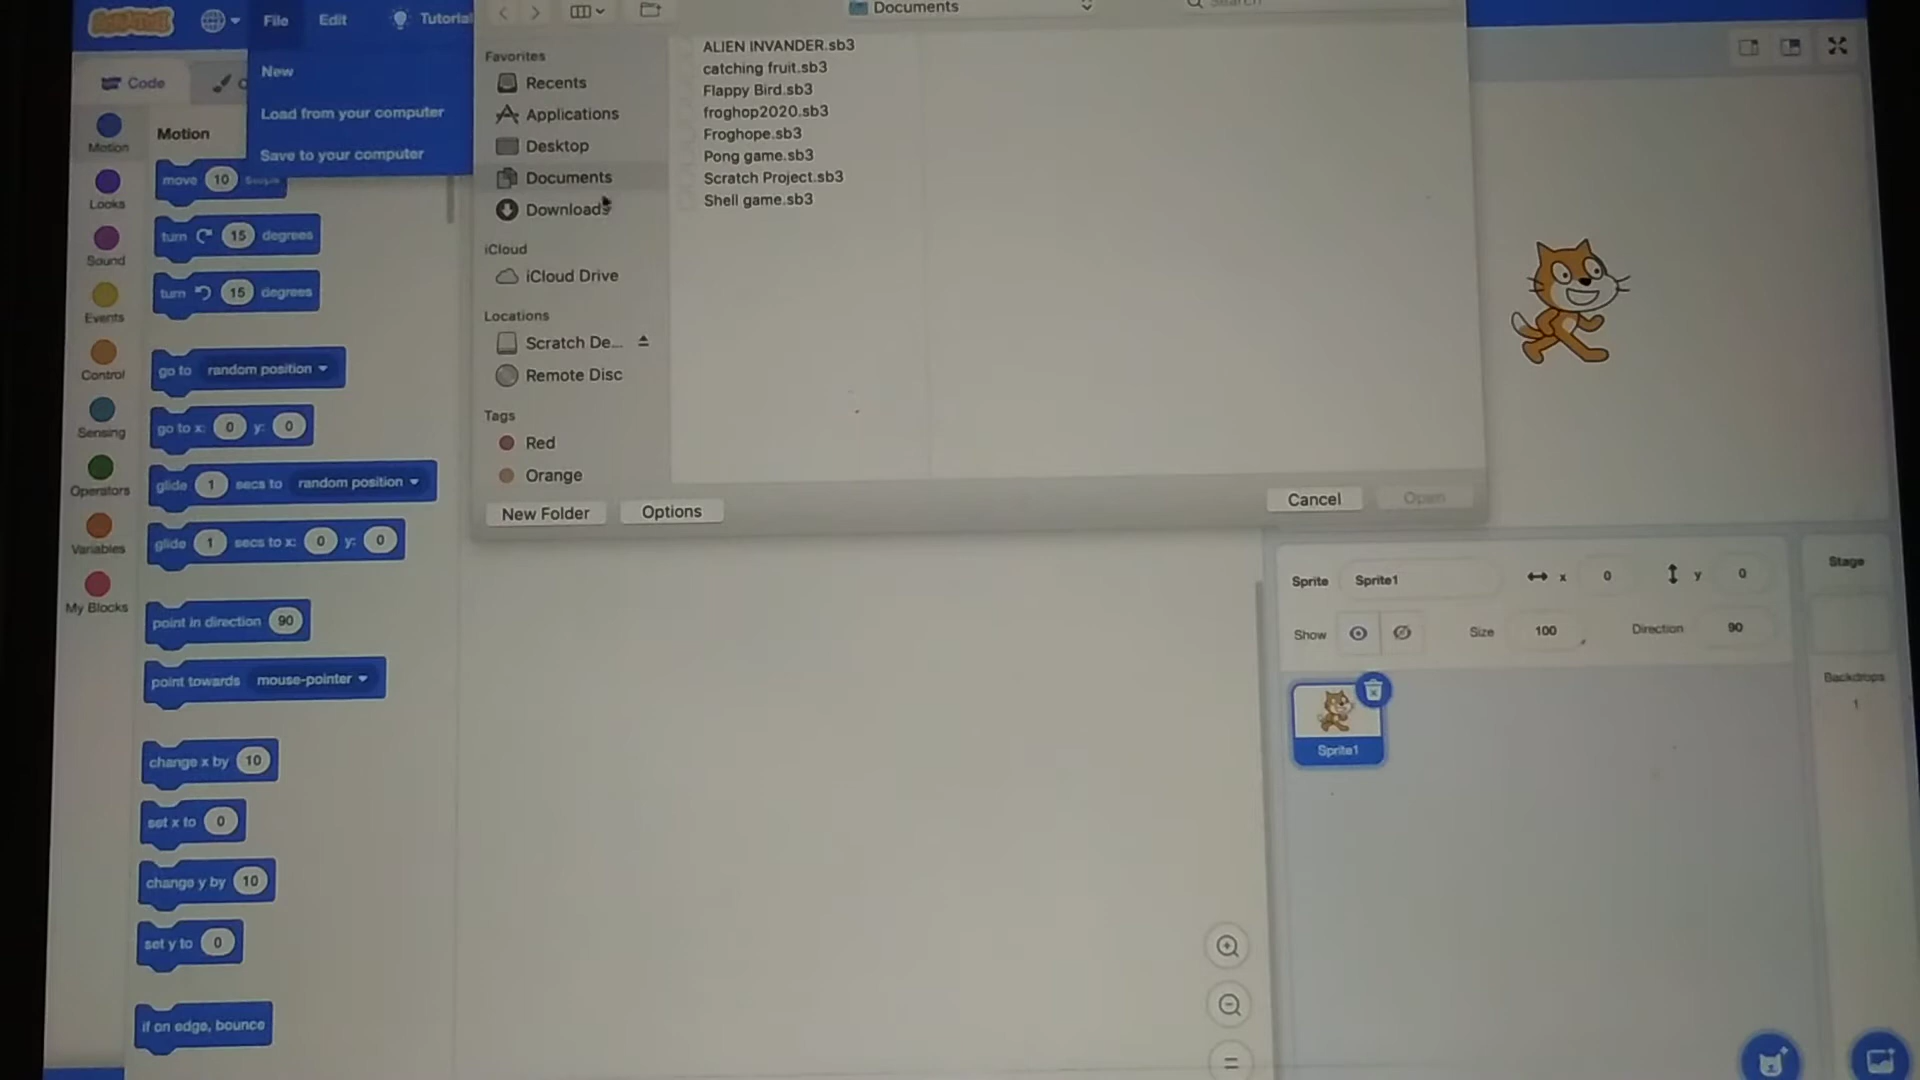 SCRATCH
File
Edit
Tutorial
New
Load from your computer
Save to your computer
Code
Motion
Looks
Sound
Events
Control
Sensing
Operators
Variables
My Blocks
Motion
move 10
turn 15 degrees
turn 15 degrees
go to random position
go to x: 0 y: 0
glide 1 secs to random position
glide 1 secs to x: 0 y: 0
point in direction 90
point towards mouse-pointer
change x by 10
set x to 0
change y by 10
set y to 0
if on edge, bounce
Documents
Search
Favorites
Recents
Applications
Desktop
Documents
Downloads
iCloud
iCloud Drive
Locations
Scratch De...
Remote Disc
Tags
Red
Orange
ALIEN INVANDER.sb3
catching fruit.sb3
Flappy Bird.sb3
froghop2020.sb3
Froghope.sb3
Pong game.sb3
Scratch Project.sb3
Shell game.sb3
New Folder
Options
Cancel
Open
Sprite Sprite1 x 0 y 0
Show Size 100 Direction 90
Sprite1
Stage
Backdrops
1